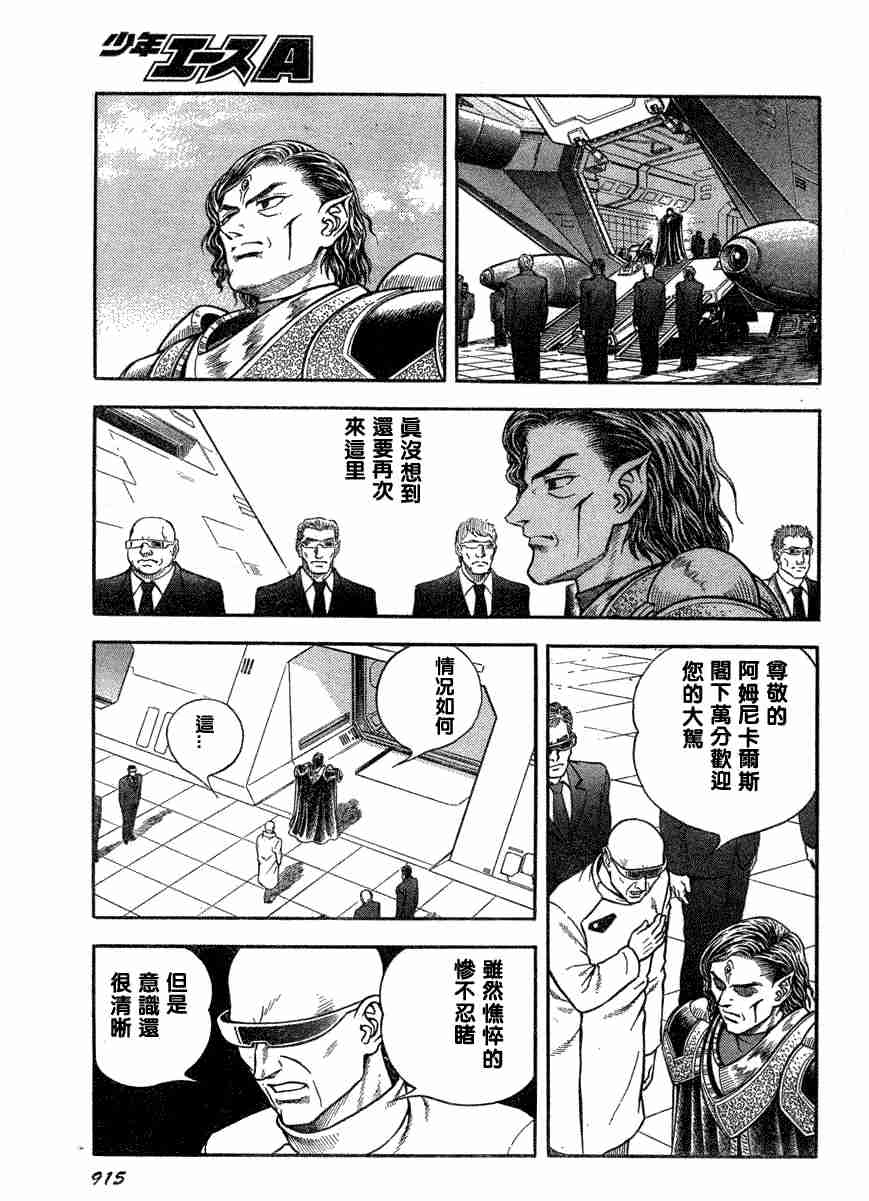 少年エースA
眞沒想到
還要再次
來這里
尊敬的
阿姆尼卡爾斯
閣下萬分歡迎
您的大駕
情况如何
這…
雖然憔悴的
慘不忍睹
但是
意識還
很清晰
915